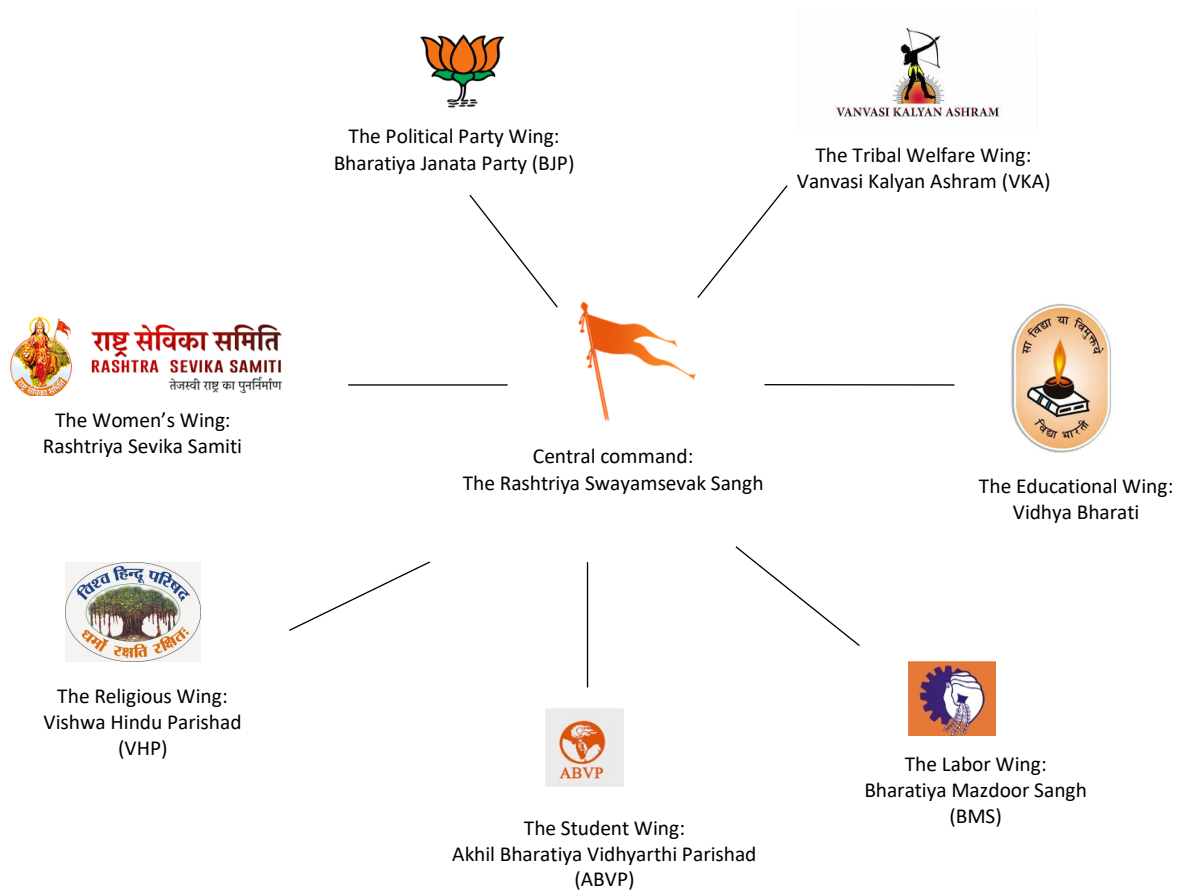 The Political Party Wing:
Bharatiya Janata Party (BJP)
VANVASI KALYAN ASHRAM
The Tribal Welfare Wing:
Vanvasi Kalyan Ashram (VKA)
राष्ट्र सेविका समिति
RASHTRA SEVIKA SAMITI
तेजस्वी राष्ट्र का पुनर्निर्माण
राष्ट्र सेविका समिति
The Women's Wing:
Rashtriya Sevika Samiti
Central command:
The Rashtriya Swayamsevak Sangh
सा विद्या या विमुक्तये
विद्या भारती
The Educational Wing:
Vidhya Bharati
विश्व हिन्दू परिषद
धर्मो रक्षति रक्षितः
The Religious Wing:
Vishwa Hindu Parishad
(VHP)
ABVP
The Student Wing:
Akhil Bharatiya Vidhyarthi Parishad
(ABVP)
The Labor Wing:
Bharatiya Mazdoor Sangh
(BMS)